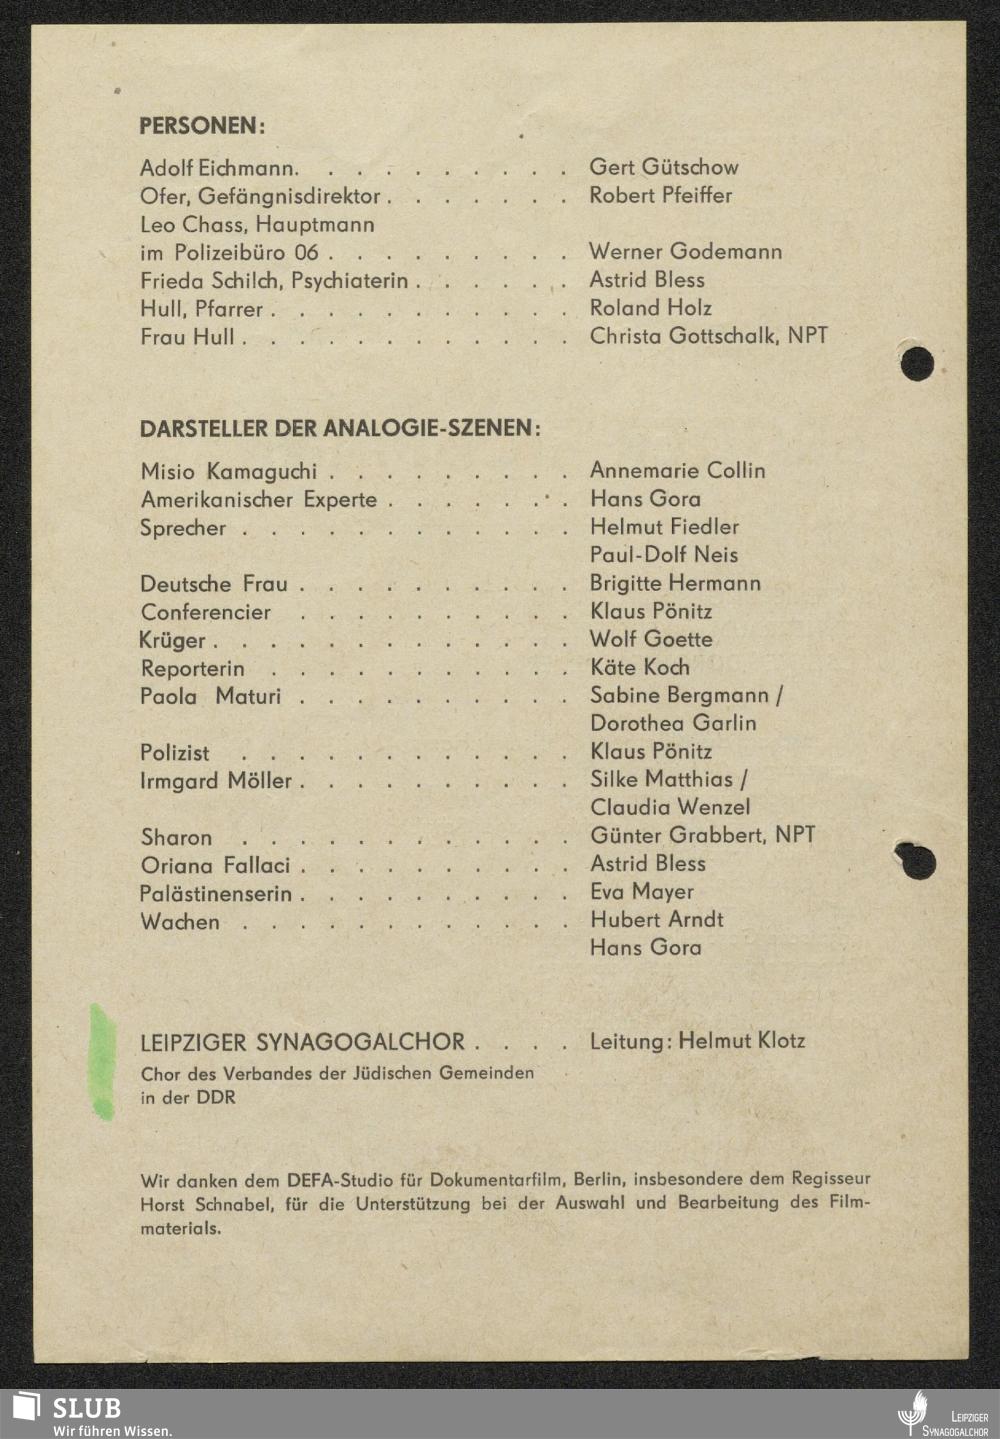 PERSONEN:
Adolf Eichmann. . . . . . . . . . Gert Gütschow
Ofer, Gefängnisdirektor . . . . . . . Robert Pfeiffer
Leo Chass, Hauptmann
im Polizeibüro 06 . . . . . . . . . Werner Godemann
Frieda Schilch, Psychiaterin . . . . . . Astrid Bless
Hull, Pfarrer . . . . . . . . . . . Roland Holz
Frau Hull . . . . . . . . . . . . Christa Gottschalk, NPT
DARSTELLER DER ANALOGIE-SZENEN:
Misio Kamaguchi . . . . . . . . . Annemarie Collin
Amerikanischer Experte . . . . . . . Hans Gora
Sprecher . . . . . . . . . . . . Helmut Fiedler
Paul-Dolf Neis
Deutsche Frau . . . . . . . . . . Brigitte Hermann
Conferencier . . . . . . . . . . Klaus Pönitz
Krüger . . . . . . . . . . . . . Wolf Goette
Reporterin . . . . . . . . . . . Käte Koch
Paola Maturi . . . . . . . . . . Sabine Bergmann /
Dorothea Garlin
Polizist . . . . . . . . . . . . Klaus Pönitz
Irmgard Möller . . . . . . . . . . Silke Matthias /
Claudia Wenzel
Sharon . . . . . . . . . . . . Günter Grabbert, NPT
Oriana Fallaci . . . . . . . . . . Astrid Bless
Palästinenserin . . . . . . . . . . Eva Mayer
Wachen . . . . . . . . . . . . Hubert Arndt
Hans Gora
LEIPZIGER SYNAGOGALCHOR . . . . Leitung: Helmut Klotz
Chor des Verbandes der Jüdischen Gemeinden
in der DDR
Wir danken dem DEFA-Studio für Dokumentarfilm, Berlin, insbesondere dem Regisseur
Horst Schnabel, für die Unterstützung bei der Auswahl und Bearbeitung des Film-
materials.
SLUB
Wir führen Wissen.
LEIPZIGER
SYNAGOGALCHOR